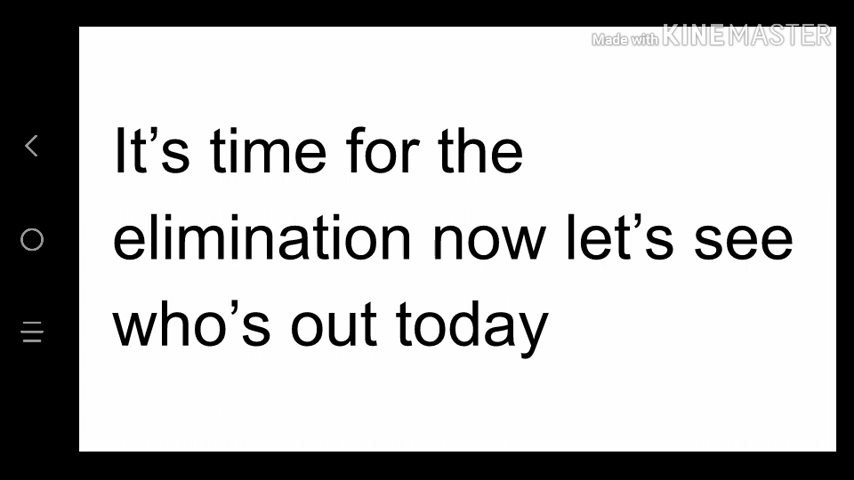 Made with KINEMASTER
It’s time for the
elimination now let’s see
who’s out today